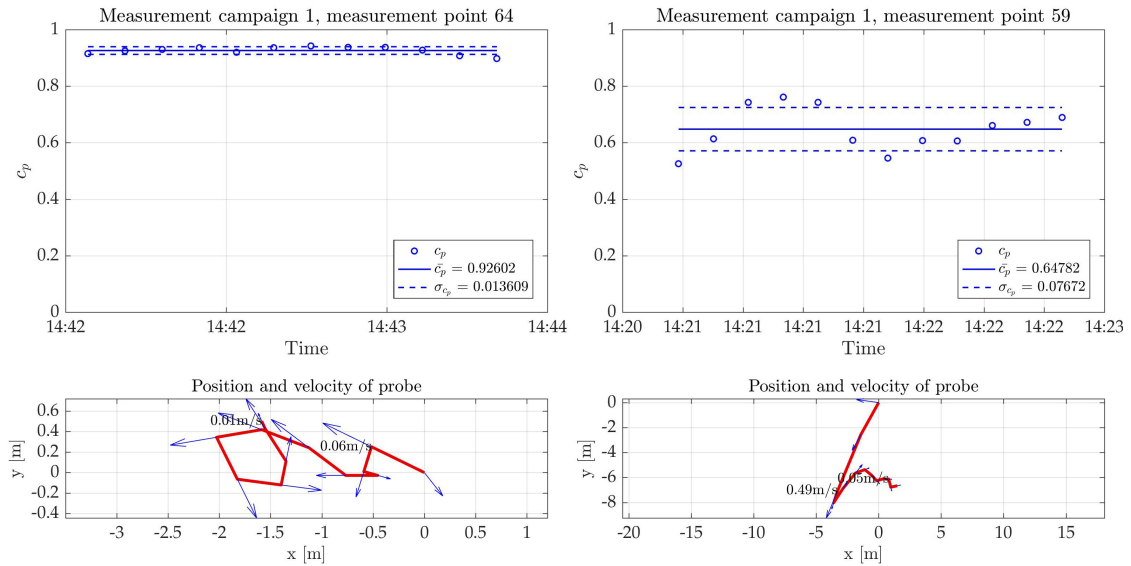 Measurement campaign 1, measurement point 64
1
0.8
0.6
0.4
0.2
0
c_p
c_p
c̄_p = 0.92602
σ_{c_p} = 0.013609
14:42 14:42 14:43 14:44
Time
Measurement campaign 1, measurement point 59
1
0.8
0.6
0.4
0.2
0
c_p
c_p
c̄_p = 0.64782
σ_{c_p} = 0.07672
14:20 14:21 14:21 14:21 14:21 14:22 14:22 14:22 14:23
Time
Position and velocity of probe
0.6
0.4
0.2
0
-0.2
-0.4
y [m]
0.01m/s
0.06m/s
-3 -2.5 -2 -1.5 -1 -0.5 0 0.5 1
x [m]
Position and velocity of probe
0
-2
-4
-6
-8
y [m]
0.05m/s
0.49m/s
-20 -15 -10 -5 0 5 10 15
x [m]